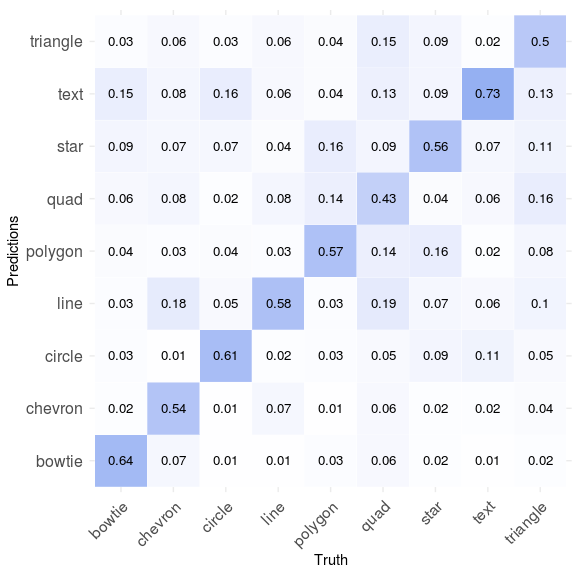 triangle 0.03 0.06 0.03 0.06 0.04 0.15 0.09 0.02 0.5
text 0.15 0.08 0.16 0.06 0.04 0.13 0.09 0.73 0.13
star 0.09 0.07 0.07 0.04 0.16 0.09 0.56 0.07 0.11
quad 0.06 0.08 0.02 0.08 0.14 0.43 0.04 0.06 0.16
Predictions
polygon 0.04 0.03 0.04 0.03 0.57 0.14 0.16 0.02 0.08
line 0.03 0.18 0.05 0.58 0.03 0.19 0.07 0.06 0.1
circle 0.03 0.01 0.61 0.02 0.03 0.05 0.09 0.11 0.05
chevron 0.02 0.54 0.01 0.07 0.01 0.06 0.02 0.02 0.04
bowtie 0.64 0.07 0.01 0.01 0.03 0.06 0.02 0.01 0.02
bowtie chevron circle line polygon quad star text triangle
Truth